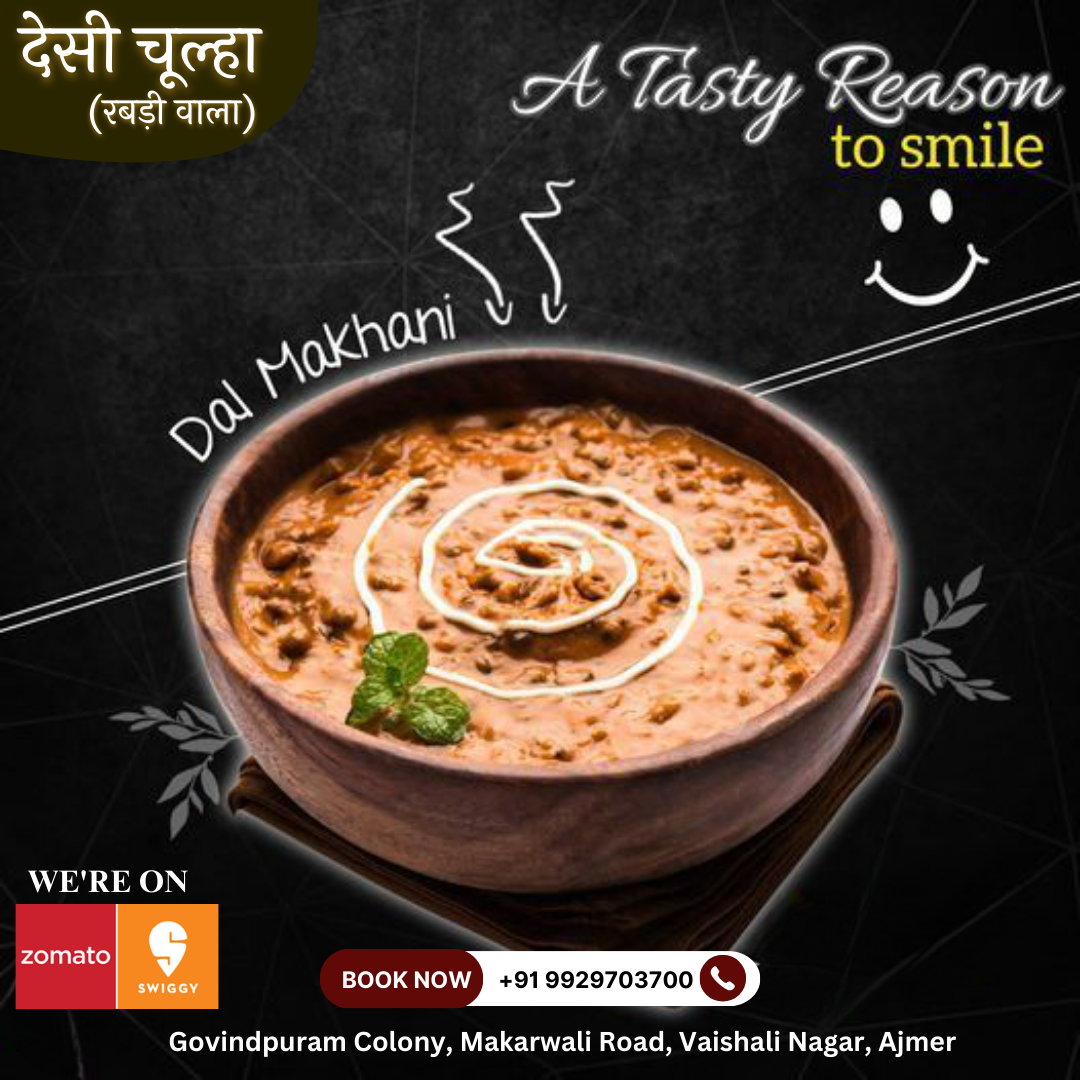 देसी चूल्हा
(रबड़ी वाला)
A Tasty Reason
to smile
Dal Makhani
WE'RE ON
zomato
SWIGGY
BOOK NOW +91 9929703700
Govindpuram Colony, Makarwali Road, Vaishali Nagar, Ajmer